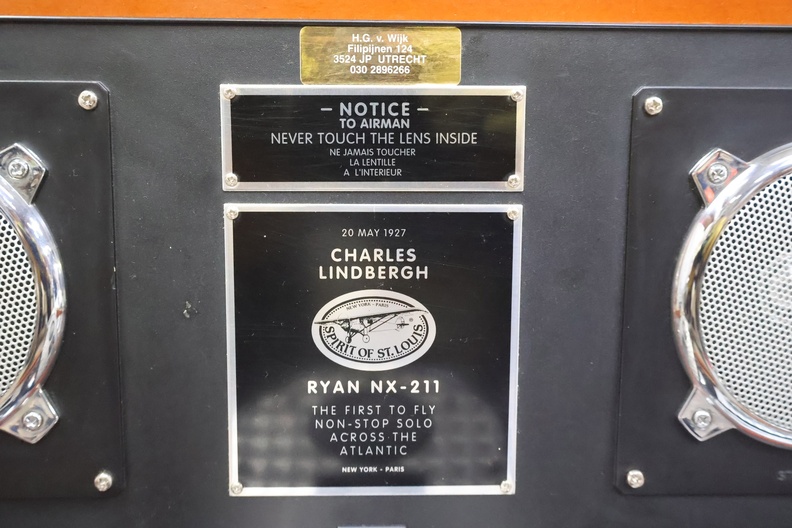 H.G. v. Wijk
Filipijnen 124
3524 JP UTRECHT
030 2896266
– NOTICE –
TO AIRMAN
NEVER TOUCH THE LENS INSIDE
NE JAMAIS TOUCHER
LA LENTILLE
A L'INTERIEUR
20 MAY 1927
CHARLES
LINDBERGH
NEW YORK - PARIS
SPIRIT OF ST. LOUIS
RYAN NX-211
THE FIRST TO FLY
NON-STOP SOLO
ACROSS THE
ATLANTIC
NEW YORK - PARIS